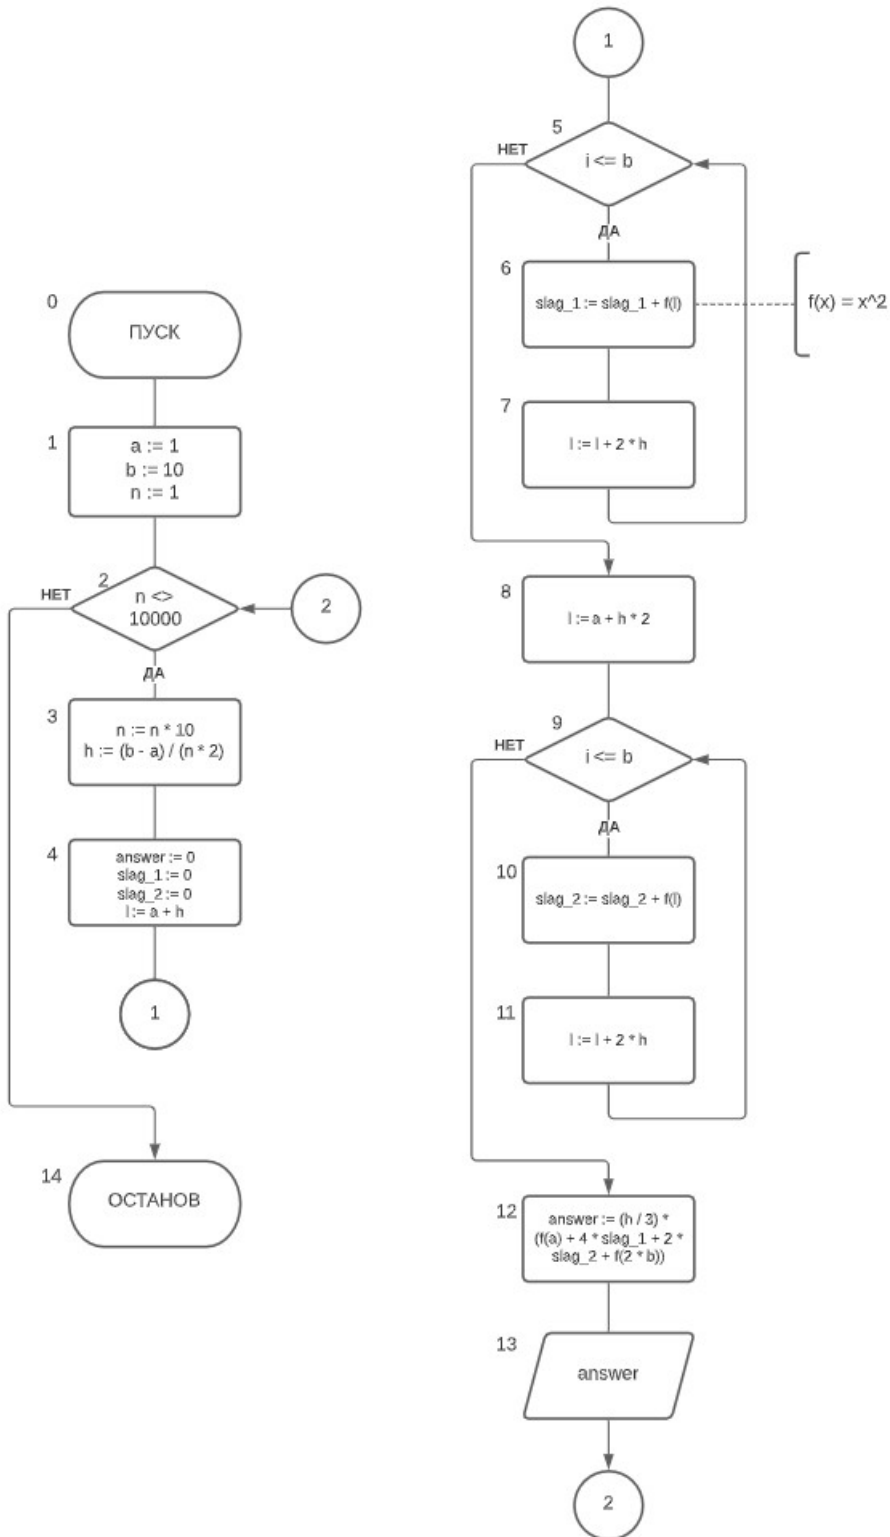 0
ПУСК
1
a := 1
b := 10
n := 1
2
НЕТ
n <>
10000
2
ДА
3
n := n * 10
h := (b - a) / (n * 2)
4
answer := 0
slag_1 := 0
slag_2 := 0
l := a + h
1
14
ОСТАНОВ
1
5
НЕТ
i <= b
ДА
6
slag_1 := slag_1 + f(l)
f(x) = x^2
7
l := l + 2 * h
8
l := a + h * 2
9
НЕТ
i <= b
ДА
10
slag_2 := slag_2 + f(l)
11
l := l + 2 * h
12
answer := (h / 3) *
(f(a) + 4 * slag_1 + 2 *
slag_2 + f(2 * b))
13
answer
2